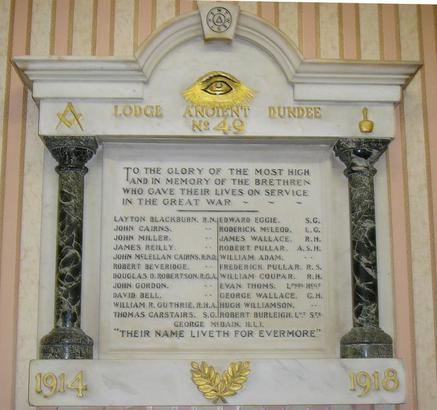 LODGE ANCIENT DUNDEE
Nº 49
TO THE GLORY OF THE MOST HIGH
AND IN MEMORY OF THE BRETHREN
WHO GAVE THEIR LIVES ON SERVICE
IN THE GREAT WAR
LAYTON BLACKBURN. R.N. EDWARD EGGIE. S.G.
JOHN CAIRNS. RODERICK McLEOD. L.G.
JOHN MILLER. JAMES WALLACE. R.H.
JAMES REILLY. ROBERT PULLAR. A.S.H.
JOHN McLELLAN CAIRNS. R.N.D. WILLIAM ADAM.
ROBERT BEVERIDGE. FREDERICK PULLAR. R.S.
DOUGLAS O. ROBERTSON. R.G.A. WILLIAM COUPAR. R.H.
JOHN GORDON. EVAN THOMS.
DAVID BELL. GEORGE WALLACE. G.H.
WILLIAM R. GUTHRIE. R.H.A. HUGH WILLIAMSON.
THOMAS CARSTAIRS. S.G. ROBERT BURLEIGH.
GEORGE McBAIN. H.L.I.
"THEIR NAME LIVETH FOR EVERMORE"
1914 1918